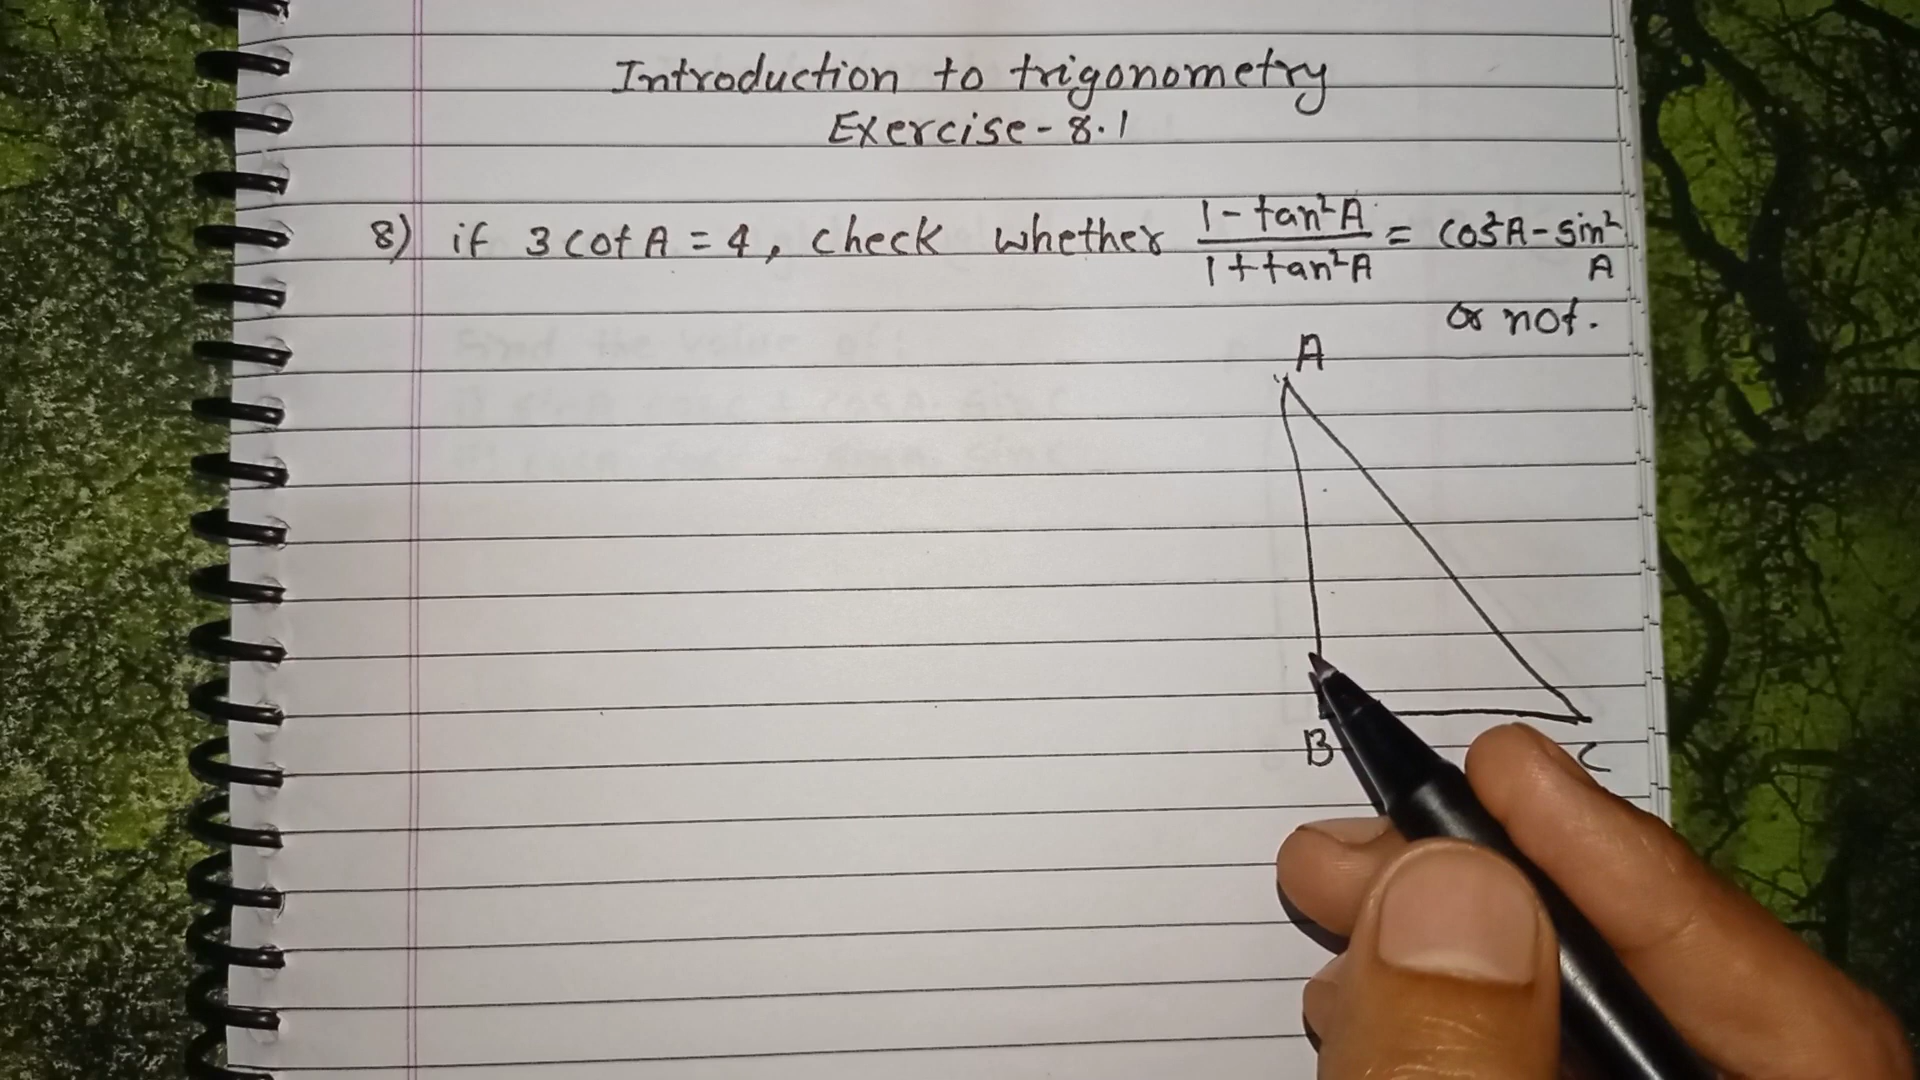 Introduction to trigonometry
Exercise - 8.1
8) if 3 cot A = 4, check whether (1 - tan²A)/(1 + tan²A) = cos²A - sin²
A
or not.
A
B
C